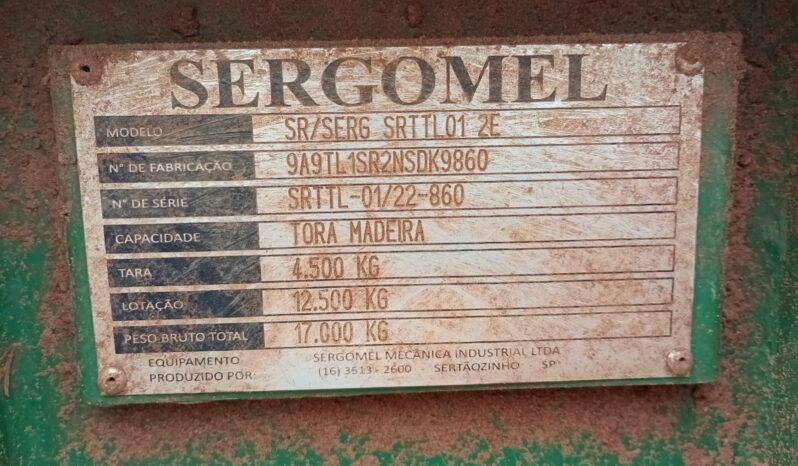 SERGOMEL
MODELO SR/SERG SRTTL01 2E
N° DE FABRICAÇÃO 9A9TL1SR2NSDK9860
N° DE SÉRIE SRTTL-01/22-860
CAPACIDADE TORA MADEIRA
TARA 4.500 KG
LOTAÇÃO 12.500 KG
PESO BRUTO TOTAL 17.000 KG
EQUIPAMENTO PRODUZIDO POR: SERGOMEL MECÂNICA INDUSTRIAL LTDA
(16) 3513 - 2600 SERTÃOZINHO SP